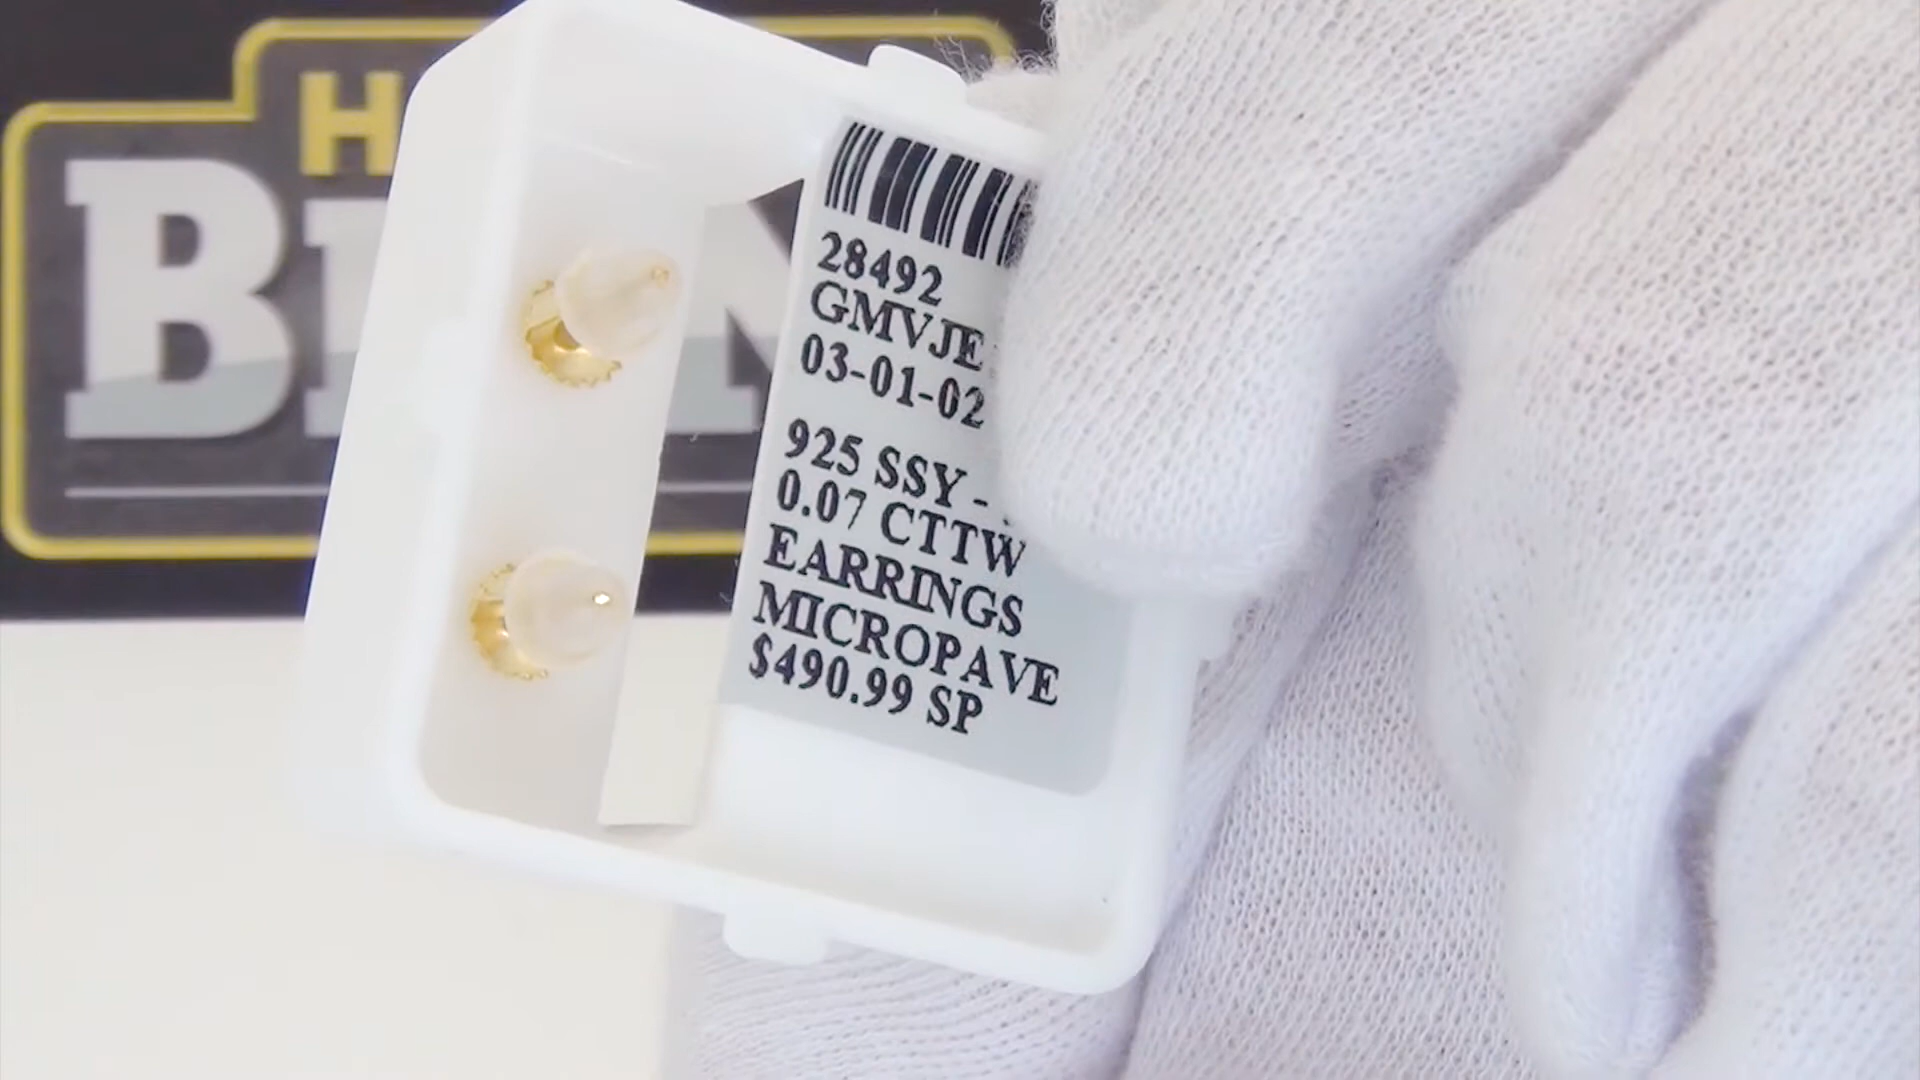 28492
GMVJE
03-01-02
925 SSY -
0.07 CTTW
EARRINGS
MICROPAVE
$490.99 SP